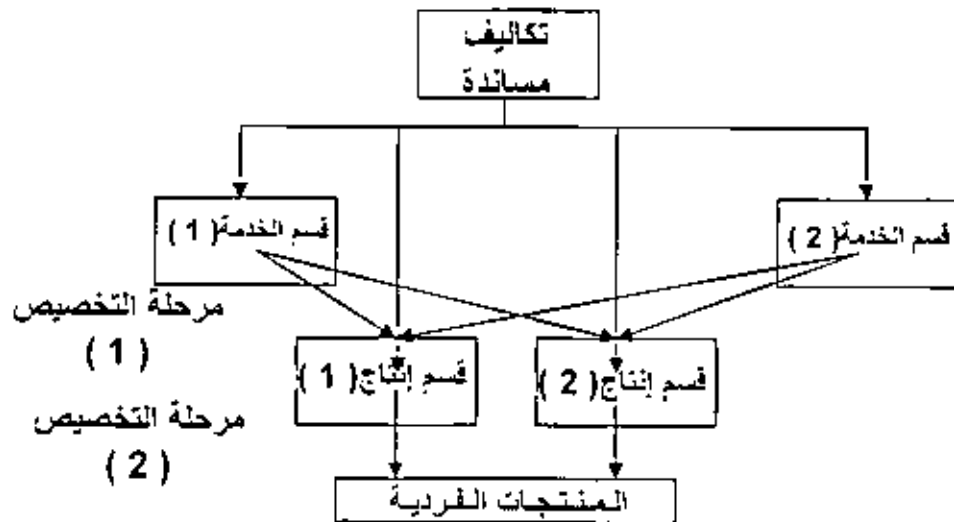 تكاليف
مساندة
قسم الخدمة( 1 )
قسم الخدمة( 2 )
مرحلة التخصيص
( 1 )
قسم إنتاج( 1 )
قسم إنتاج( 2 )
مرحلة التخصيص
( 2 )
المنتجات الفردية